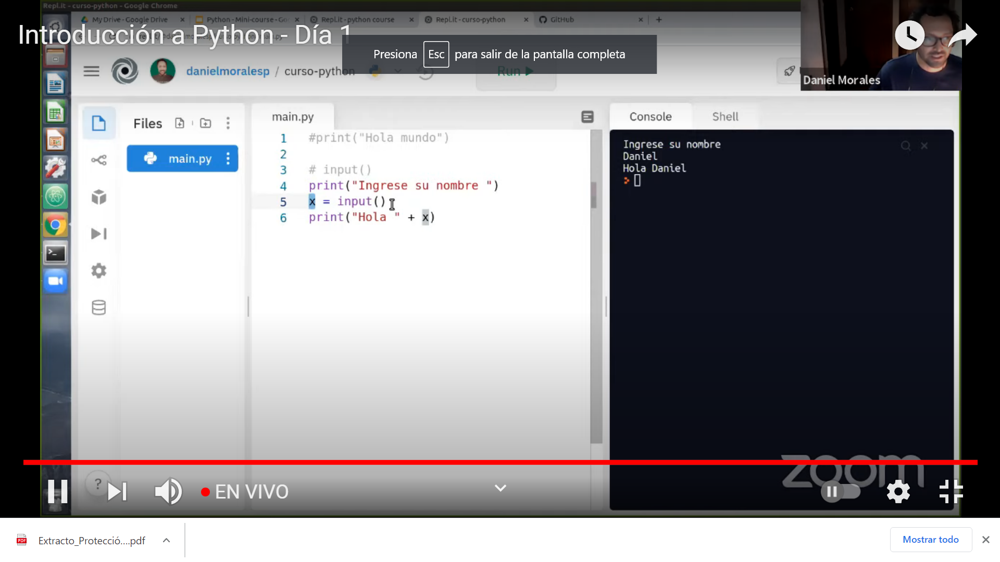 Repl.it - curso-python - Google Chrome
My Drive - Google Drive
Python - Mini-course - Go
Repl.it - python course
Repl.it - curso-python
GitHub
Introducción a Python - Día 1
Presiona Esc para salir de la pantalla completa
danielmoralesp / curso-python
Run
Daniel Morales
Files
main.py
main.py
Console
Shell
1 #print("Hola mundo")
2
3 # input()
4 print("Ingrese su nombre ")
5 x = input()
6 print("Hola " + x)
Ingrese su nombre
Daniel
Hola Daniel
>
zoom
?
EN VIVO
PDF
Extracto_Protecció....pdf
Mostrar todo